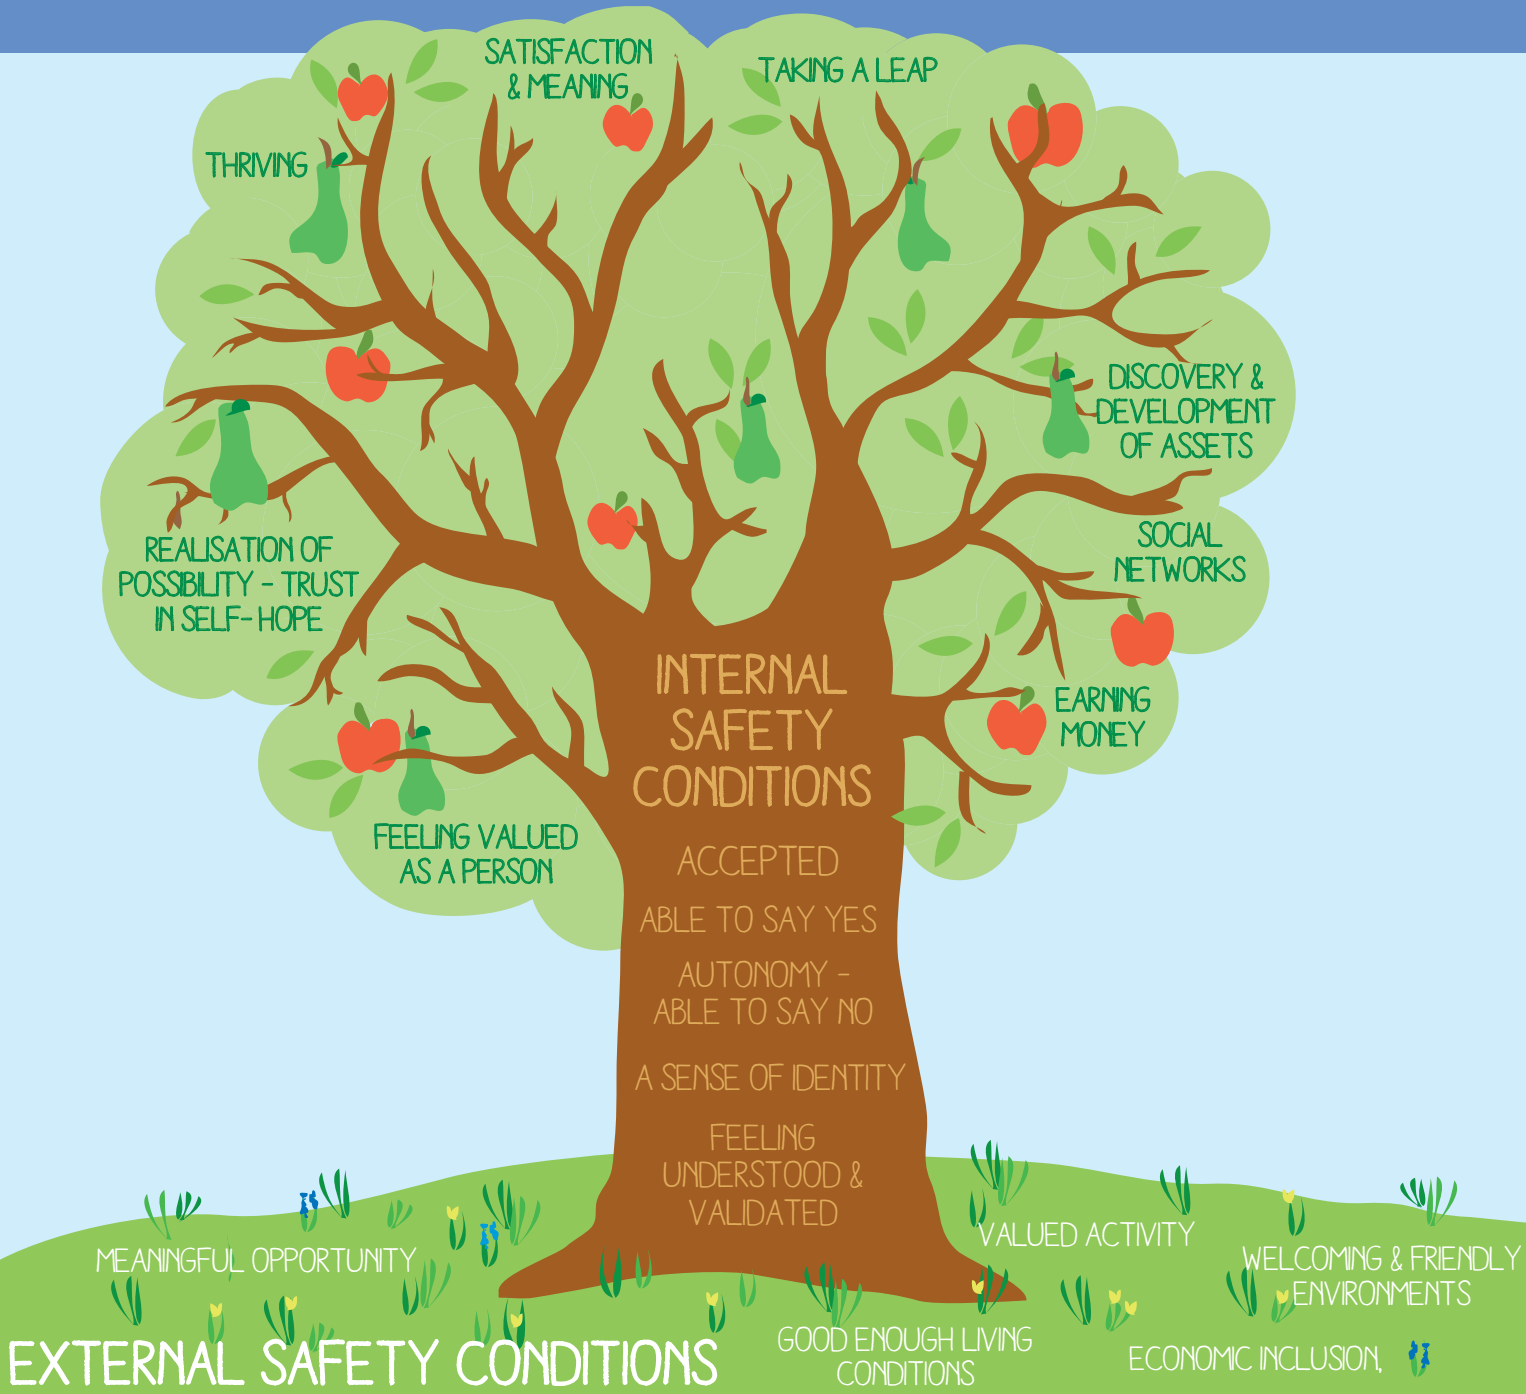 SATISFACTION
& MEANING
TAKING A LEAP
THRIVING
DISCOVERY &
DEVELOPMENT
OF ASSETS
REALISATION OF
POSSIBILITY - TRUST
IN SELF- HOPE
SOCIAL
NETWORKS
EARNING
MONEY
FEELING VALUED
AS A PERSON
INTERNAL
SAFETY
CONDITIONS
ACCEPTED
ABLE TO SAY YES
AUTONOMY -
ABLE TO SAY NO
A SENSE OF IDENTITY
FEELING
UNDERSTOOD &
VALIDATED
MEANINGFUL OPPORTUNITY
VALUED ACTIVITY
WELCOMING & FRIENDLY
ENVIRONMENTS
EXTERNAL SAFETY CONDITIONS
GOOD ENOUGH LIVING
CONDITIONS
ECONOMIC INCLUSION,